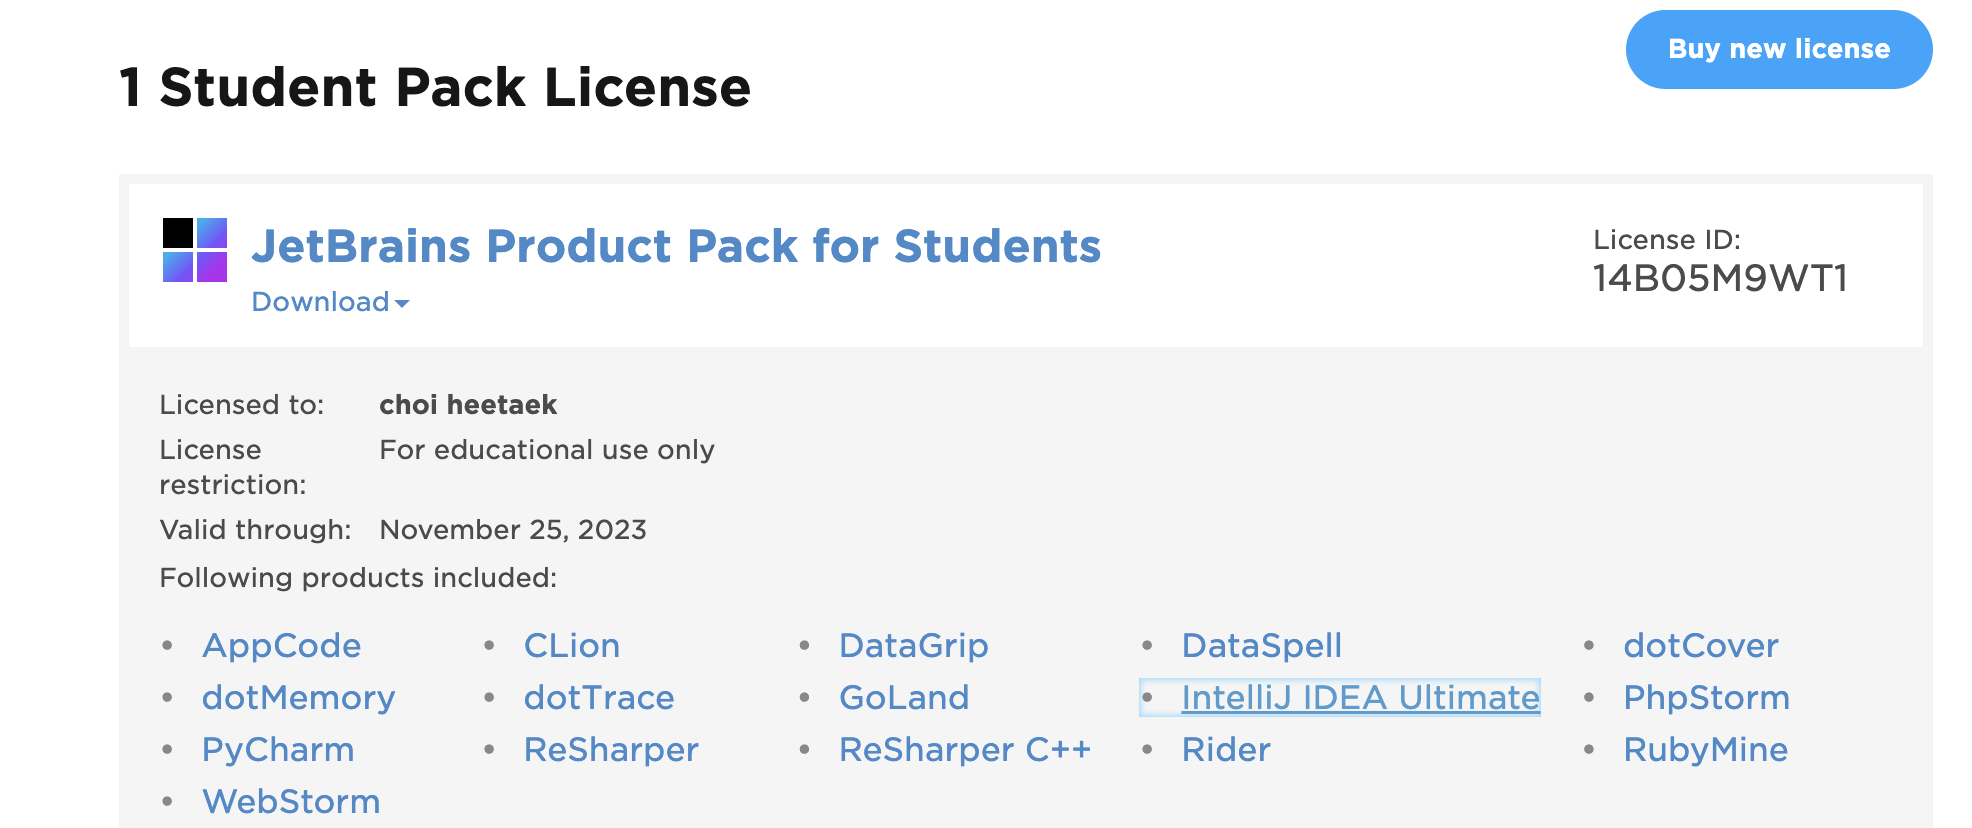 Buy new license
1 Student Pack License
JetBrains Product Pack for Students
Download
License ID:
14B05M9WT1
Licensed to: choi heetaek
License restriction: For educational use only
Valid through: November 25, 2023
Following products included:
• AppCode • CLion • DataGrip • DataSpell • dotCover
• dotMemory • dotTrace • GoLand • IntelliJ IDEA Ultimate • PhpStorm
• PyCharm • ReSharper • ReSharper C++ • Rider • RubyMine
• WebStorm